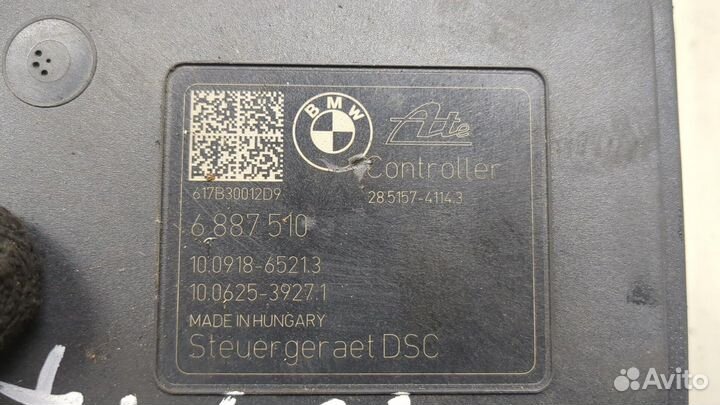 BMW
Ate
Controller
617B30012D9
28.5157-4114.3
6 887 510
10.0918-6521.3
10.0625-3927.1
MADE IN HUNGARY
Steuergeraet DSC
Avito